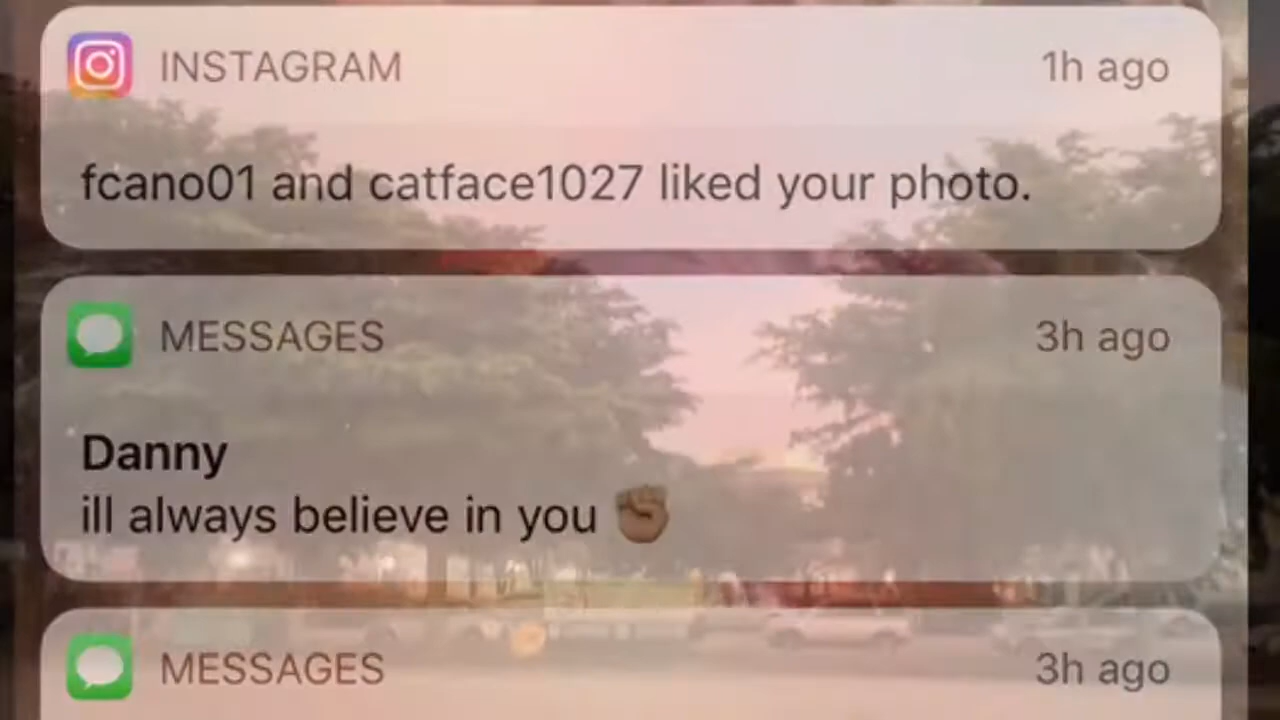 INSTAGRAM
1h ago
fcano01 and catface1027 liked your photo.
MESSAGES
3h ago
Danny
ill always believe in you ✊🏾
MESSAGES
3h ago